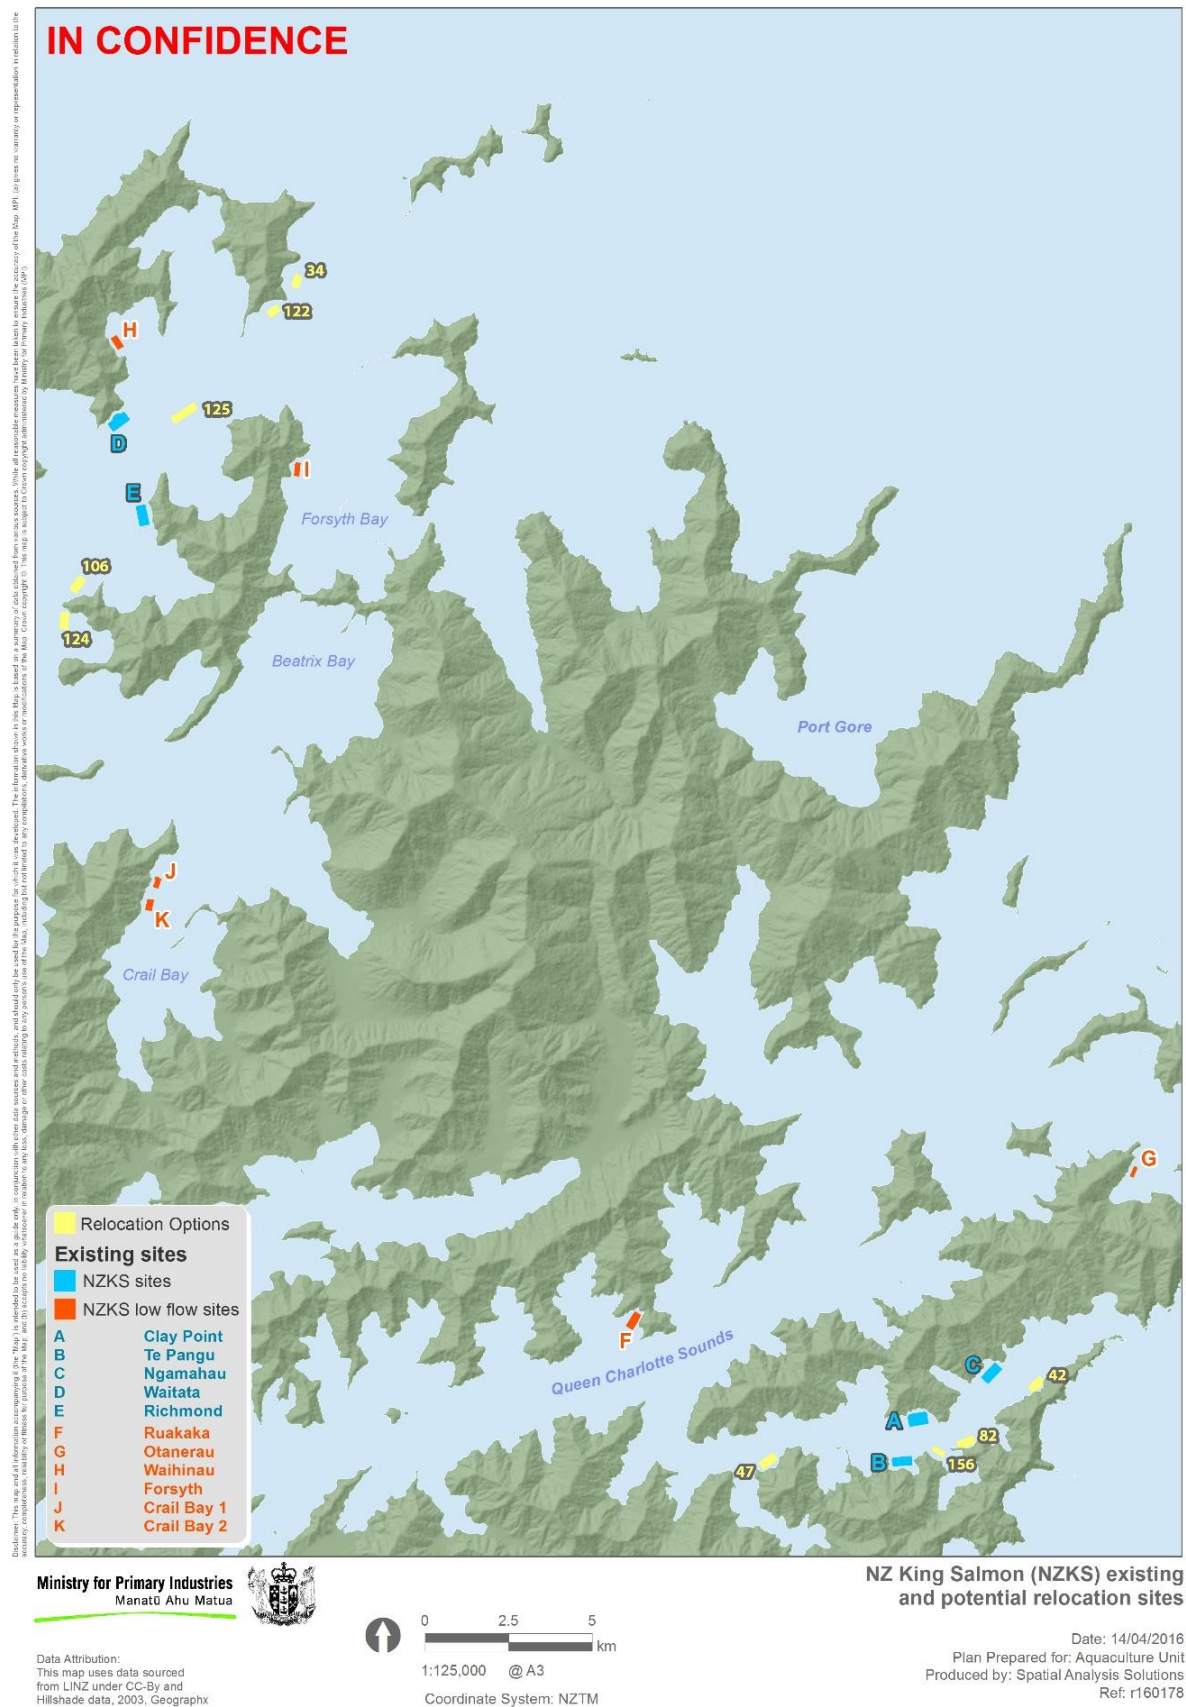 IN CONFIDENCE
34
122
H
125
D
I
E
Forsyth Bay
106
124
Beatrix Bay
Port Gore
J
K
Crail Bay
G
F
Queen Charlotte Sounds
C
42
A
82
B
156
47
Relocation Options
Existing sites
NZKS sites
NZKS low flow sites
A Clay Point
B Te Pangu
C Ngamahau
D Waitata
E Richmond
F Ruakaka
G Otanerau
H Waihinau
I Forsyth
J Crail Bay 1
K Crail Bay 2
Ministry for Primary Industries
Manatū Ahu Matua
Data Attribution:
This map uses data sourced
from LINZ under CC-By and
Hillshade data, 2003, Geographx
0 2.5 5
km
1:125,000 @ A3
Coordinate System: NZTM
NZ King Salmon (NZKS) existing
and potential relocation sites
Date: 14/04/2016
Plan Prepared for: Aquaculture Unit
Produced by: Spatial Analysis Solutions
Ref: r160178